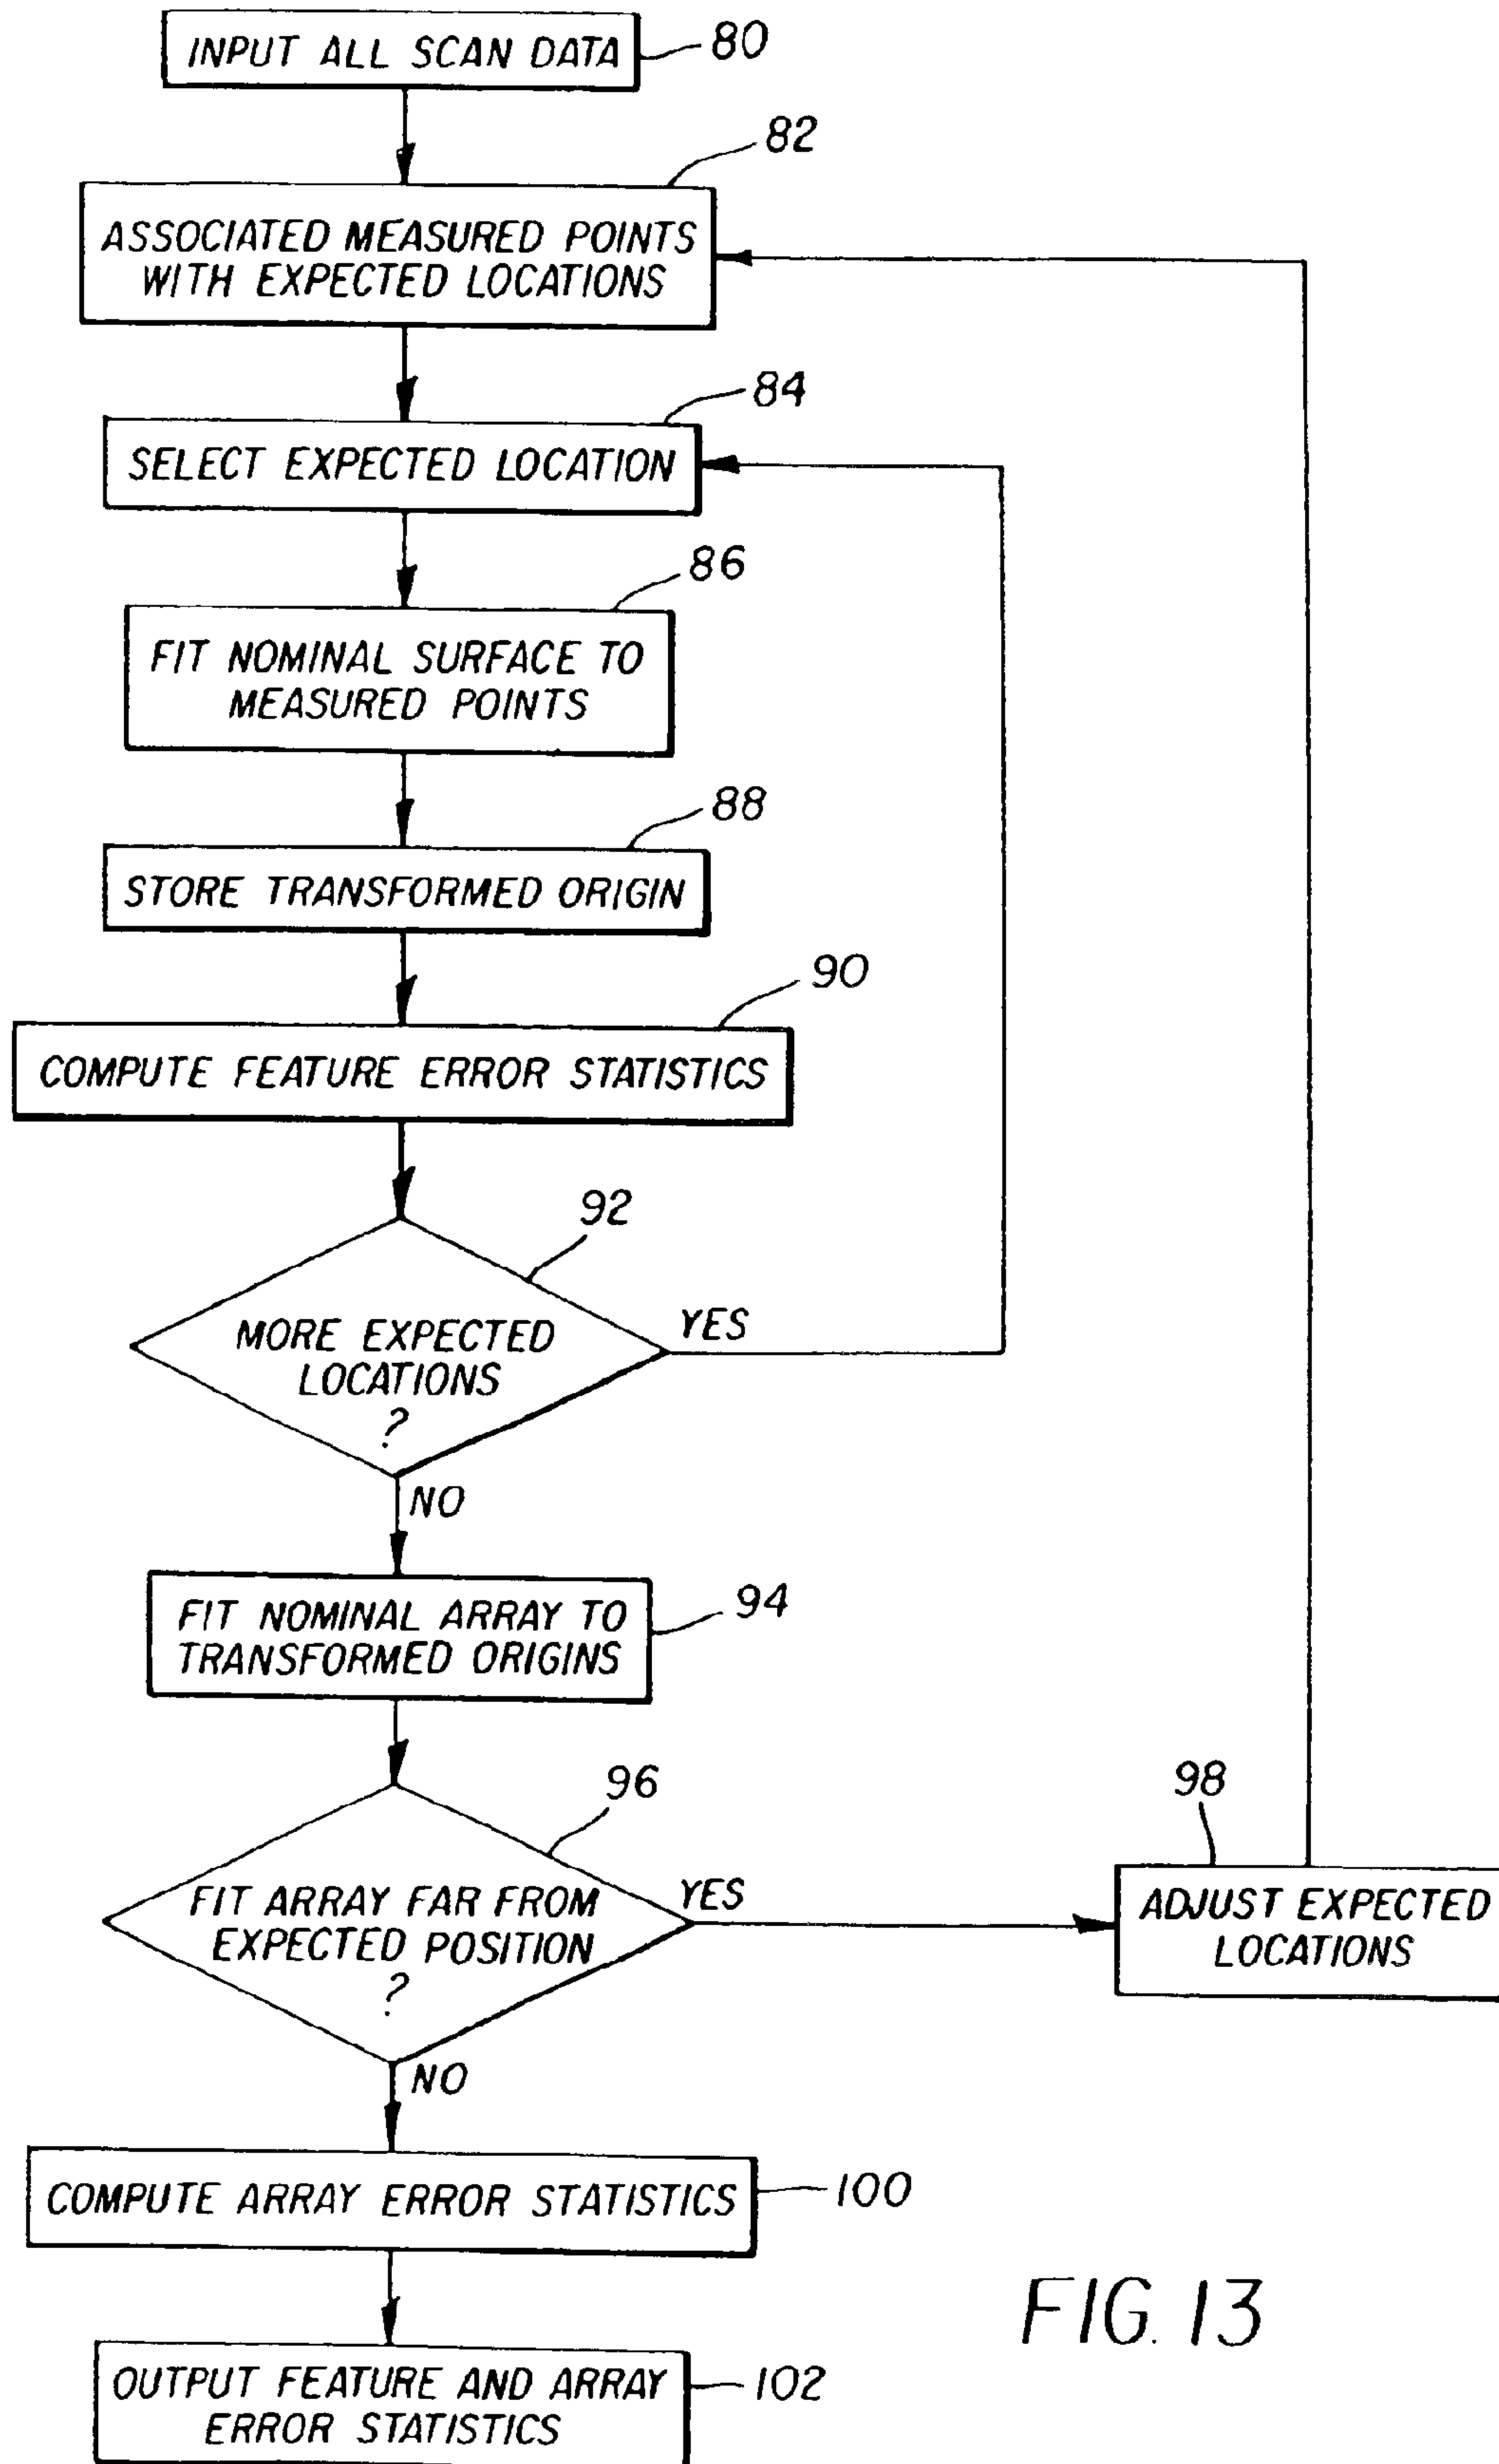 INPUT ALL SCAN DATA
80
82
ASSOCIATED MEASURED POINTS
WITH EXPECTED LOCATIONS
84
SELECT EXPECTED LOCATION
86
FIT NOMINAL SURFACE TO
MEASURED POINTS
88
STORE TRANSFORMED ORIGIN
90
COMPUTE FEATURE ERROR STATISTICS
92
MORE EXPECTED
LOCATIONS
?
YES
NO
FIT NOMINAL ARRAY TO
TRANSFORMED ORIGINS
94
96
FIT ARRAY FAR FROM
EXPECTED POSITION
?
YES
98
ADJUST EXPECTED
LOCATIONS
NO
COMPUTE ARRAY ERROR STATISTICS
100
OUTPUT FEATURE AND ARRAY
ERROR STATISTICS
102
FIG. 13